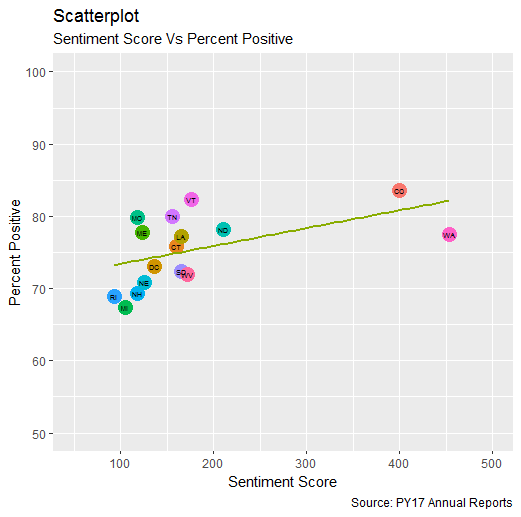 Scatterplot
Sentiment Score Vs Percent Positive
100
90
80
70
60
50
Percent Positive
VT
TN
MO
ME
LA
CT
ND
DC
WV
NE
NH
RI
CO
WA
100 200 300 400 500
Sentiment Score
Source: PY17 Annual Reports